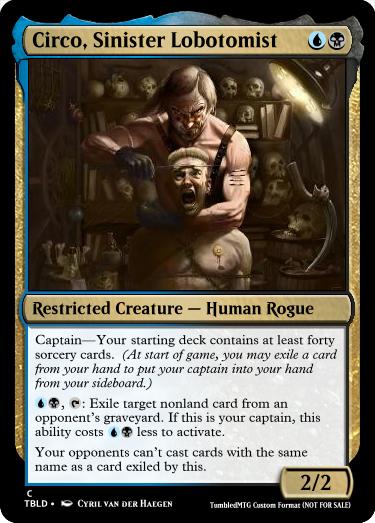 Circo, Sinister Lobotomist
Restricted Creature — Human Rogue
Captain—Your starting deck contains at least forty
sorcery cards. (At start of game, you may exile a card
from your hand to put your captain into your hand
from your sideboard.)
, : Exile target nonland card from an
opponent's graveyard. If this is your captain, this
ability costs less to activate.
Your opponents can't cast cards with the same
name as a card exiled by this.
2/2
C
TBLD • Cyril van der Haegen
TumbledMTG Custom Format (NOT FOR SALE)